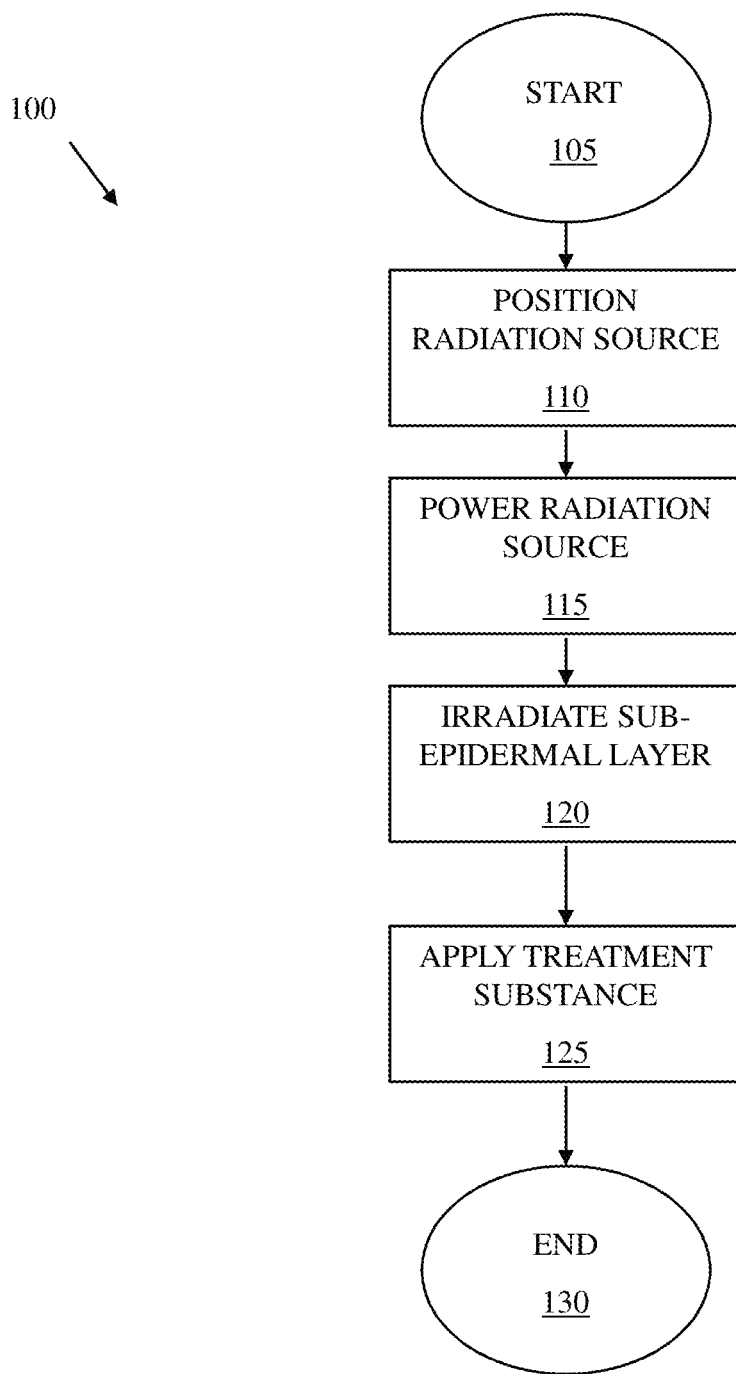 100
START
105
POSITION
RADIATION SOURCE
110
POWER RADIATION
SOURCE
115
IRRADIATE SUB-
EPIDERMAL LAYER
120
APPLY TREATMENT
SUBSTANCE
125
END
130